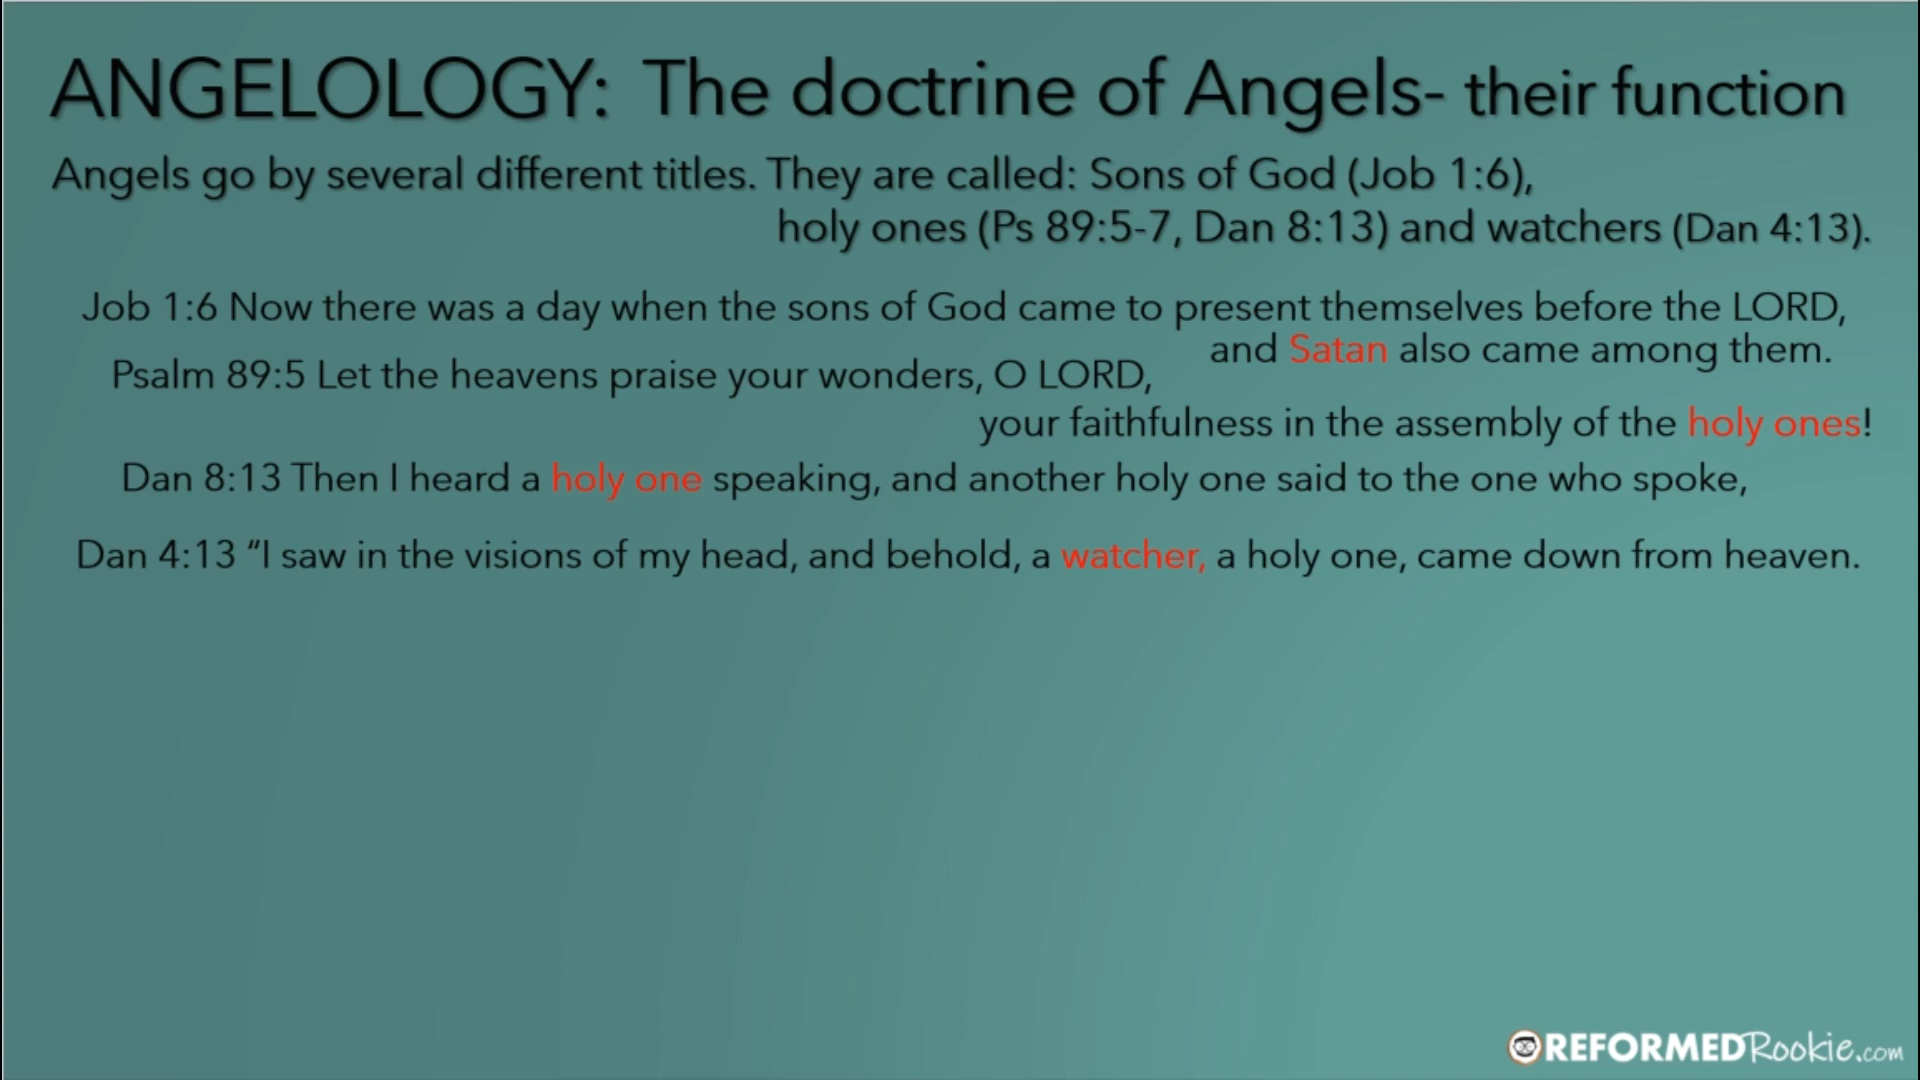 ANGELOLOGY: The doctrine of Angels- their function
Angels go by several different titles. They are called: Sons of God (Job 1:6),
holy ones (Ps 89:5-7, Dan 8:13) and watchers (Dan 4:13).
Job 1:6 Now there was a day when the sons of God came to present themselves before the LORD,
and Satan also came among them.
Psalm 89:5 Let the heavens praise your wonders, O LORD,
your faithfulness in the assembly of the holy ones!
Dan 8:13 Then I heard a holy one speaking, and another holy one said to the one who spoke,
Dan 4:13 “I saw in the visions of my head, and behold, a watcher, a holy one, came down from heaven.
REFORMEDRookie.com